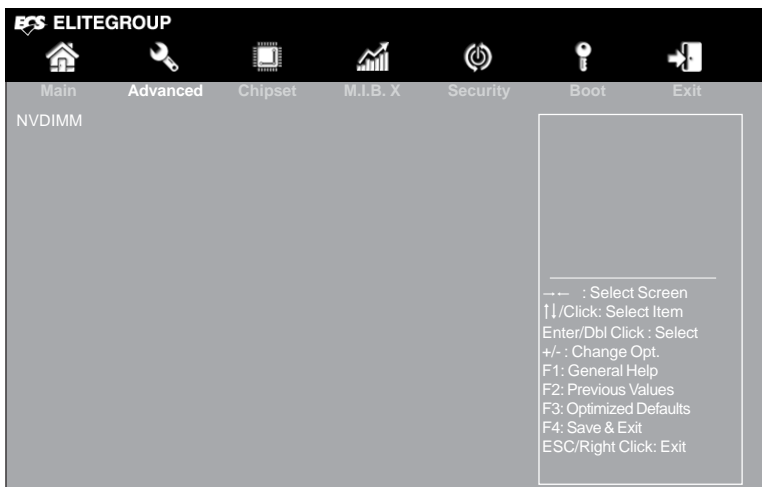 ECS ELITEGROUP
Main Advanced Chipset M.I.B. X Security Boot Exit
NVDIMM
→← : Select Screen
↑↓/Click: Select Item
Enter/Dbl Click : Select
+/- : Change Opt.
F1: General Help
F2: Previous Values
F3: Optimized Defaults
F4: Save & Exit
ESC/Right Click: Exit